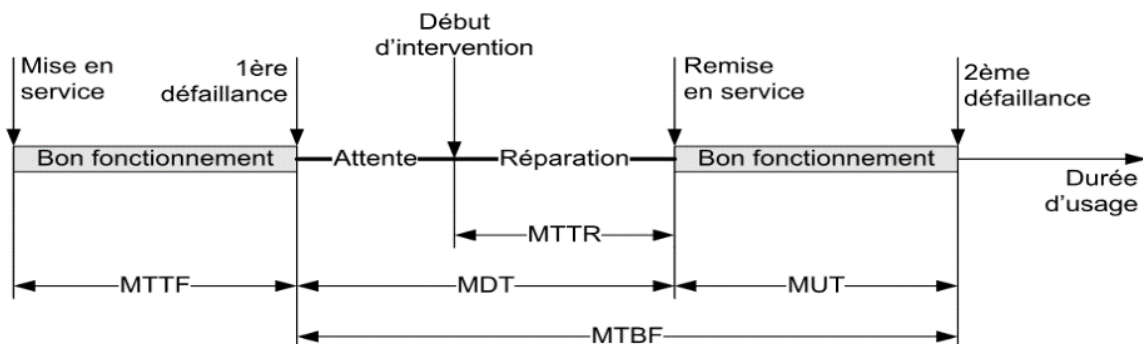 Début
d’intervention
Mise en
service
1ère
défaillance
Remise
en service
2ème
défaillance
Bon fonctionnement
Attente
Réparation
Bon fonctionnement
Durée
d’usage
MTTR
MTTF
MDT
MUT
MTBF